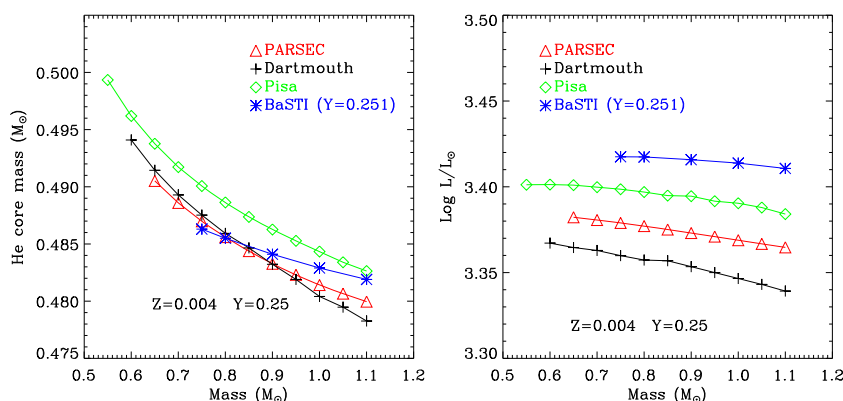 PARSEC
Dartmouth
Pisa
BaSTI (Y=0.251)
Z=0.004 Y=0.25
He core mass (M☉)
0.500
0.495
0.490
0.485
0.480
0.475
0.5 0.6 0.7 0.8 0.9 1.0 1.1
Mass (M☉)
PARSEC
Dartmouth
Pisa
BaSTI (Y=0.251)
Z=0.004 Y=0.25
Log L/L☉
3.50
3.45
3.40
3.35
3.30
0.5 0.6 0.7 0.8 0.9 1.0 1.1 1.2
Mass (M☉)